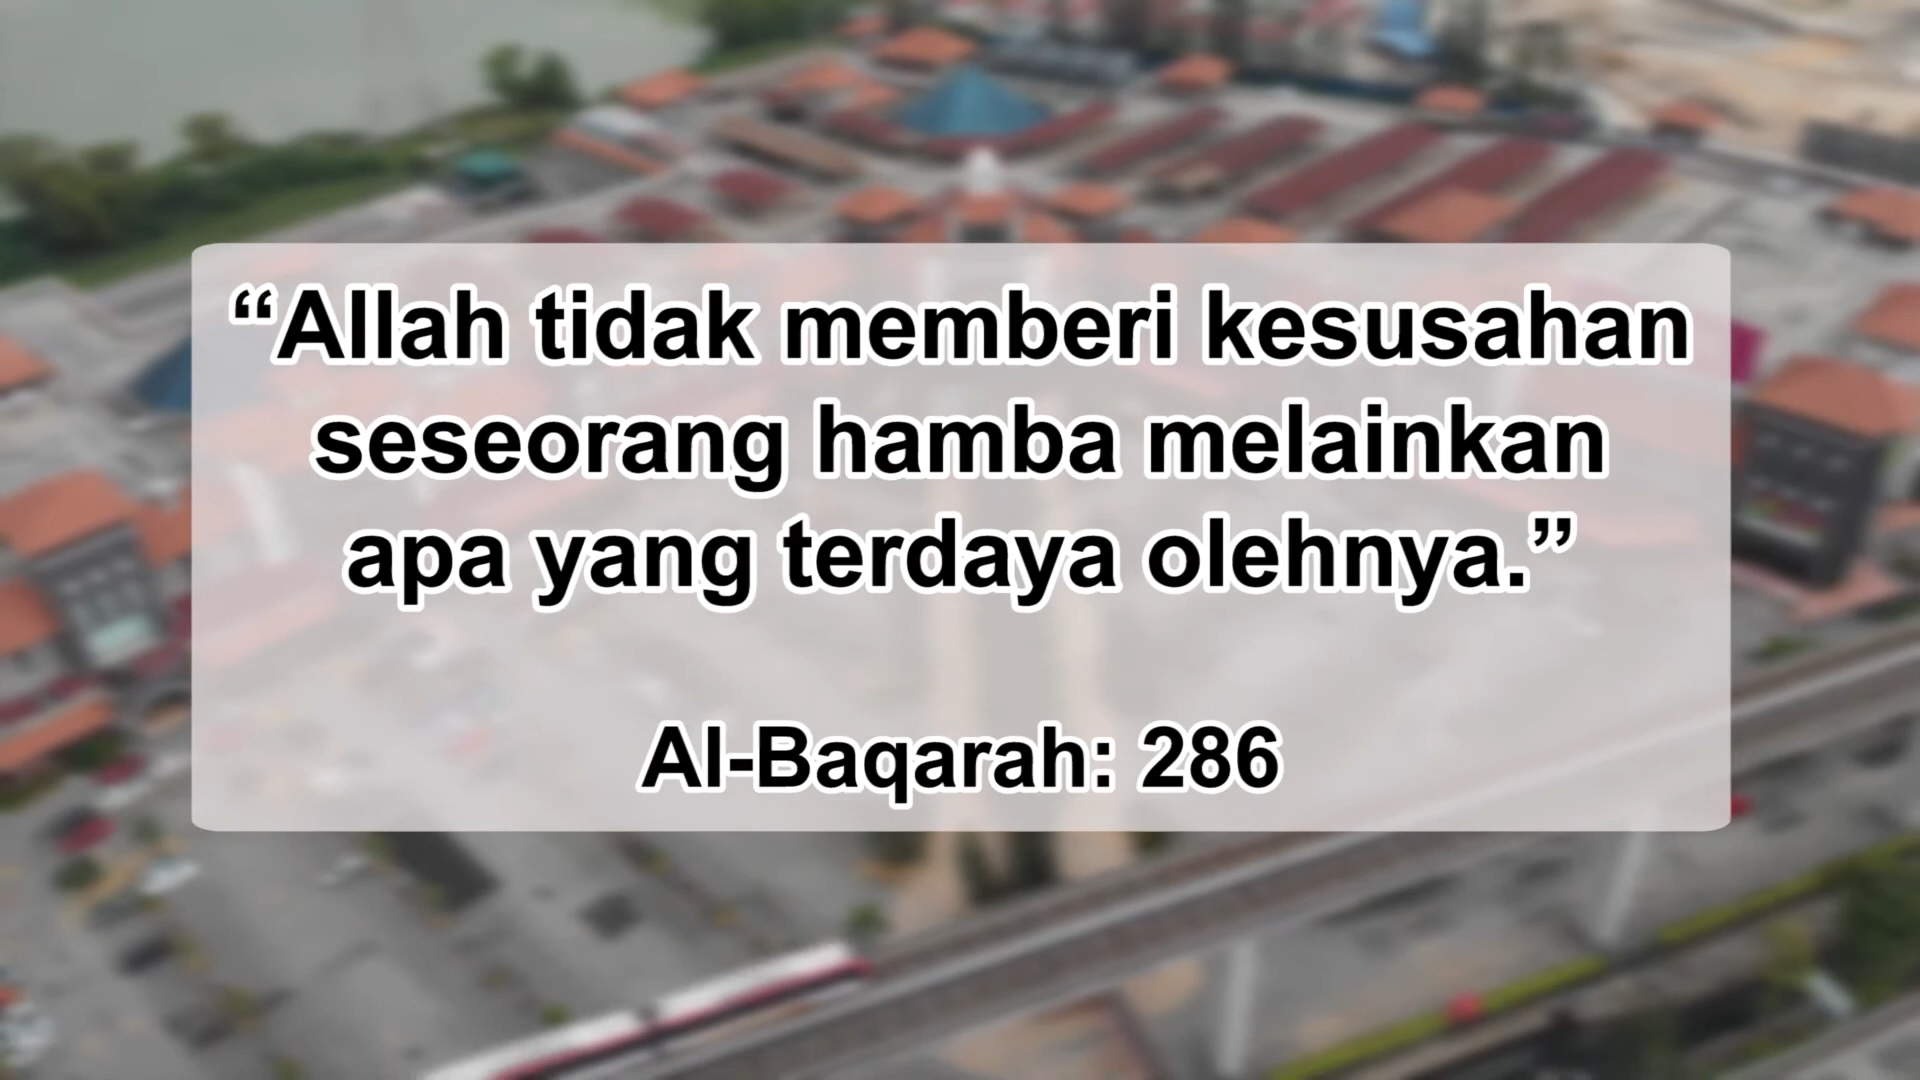 “Allah tidak memberi kesusahan
seseorang hamba melainkan
apa yang terdaya olehnya.”
Al-Baqarah: 286